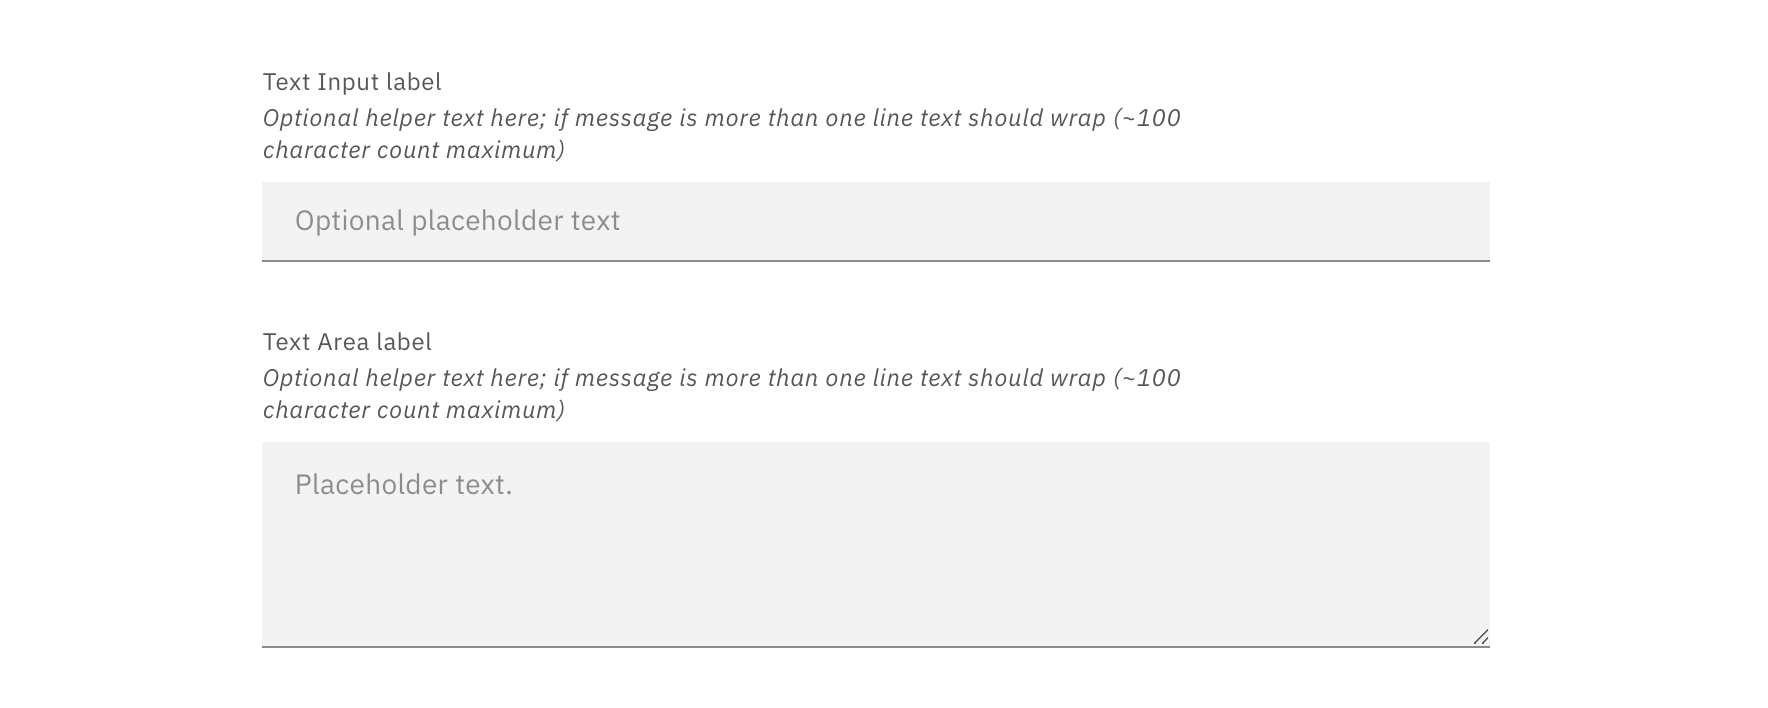 Text Input label
Optional helper text here; if message is more than one line text should wrap (~100
character count maximum)
Optional placeholder text
Text Area label
Optional helper text here; if message is more than one line text should wrap (~100
character count maximum)
Placeholder text.